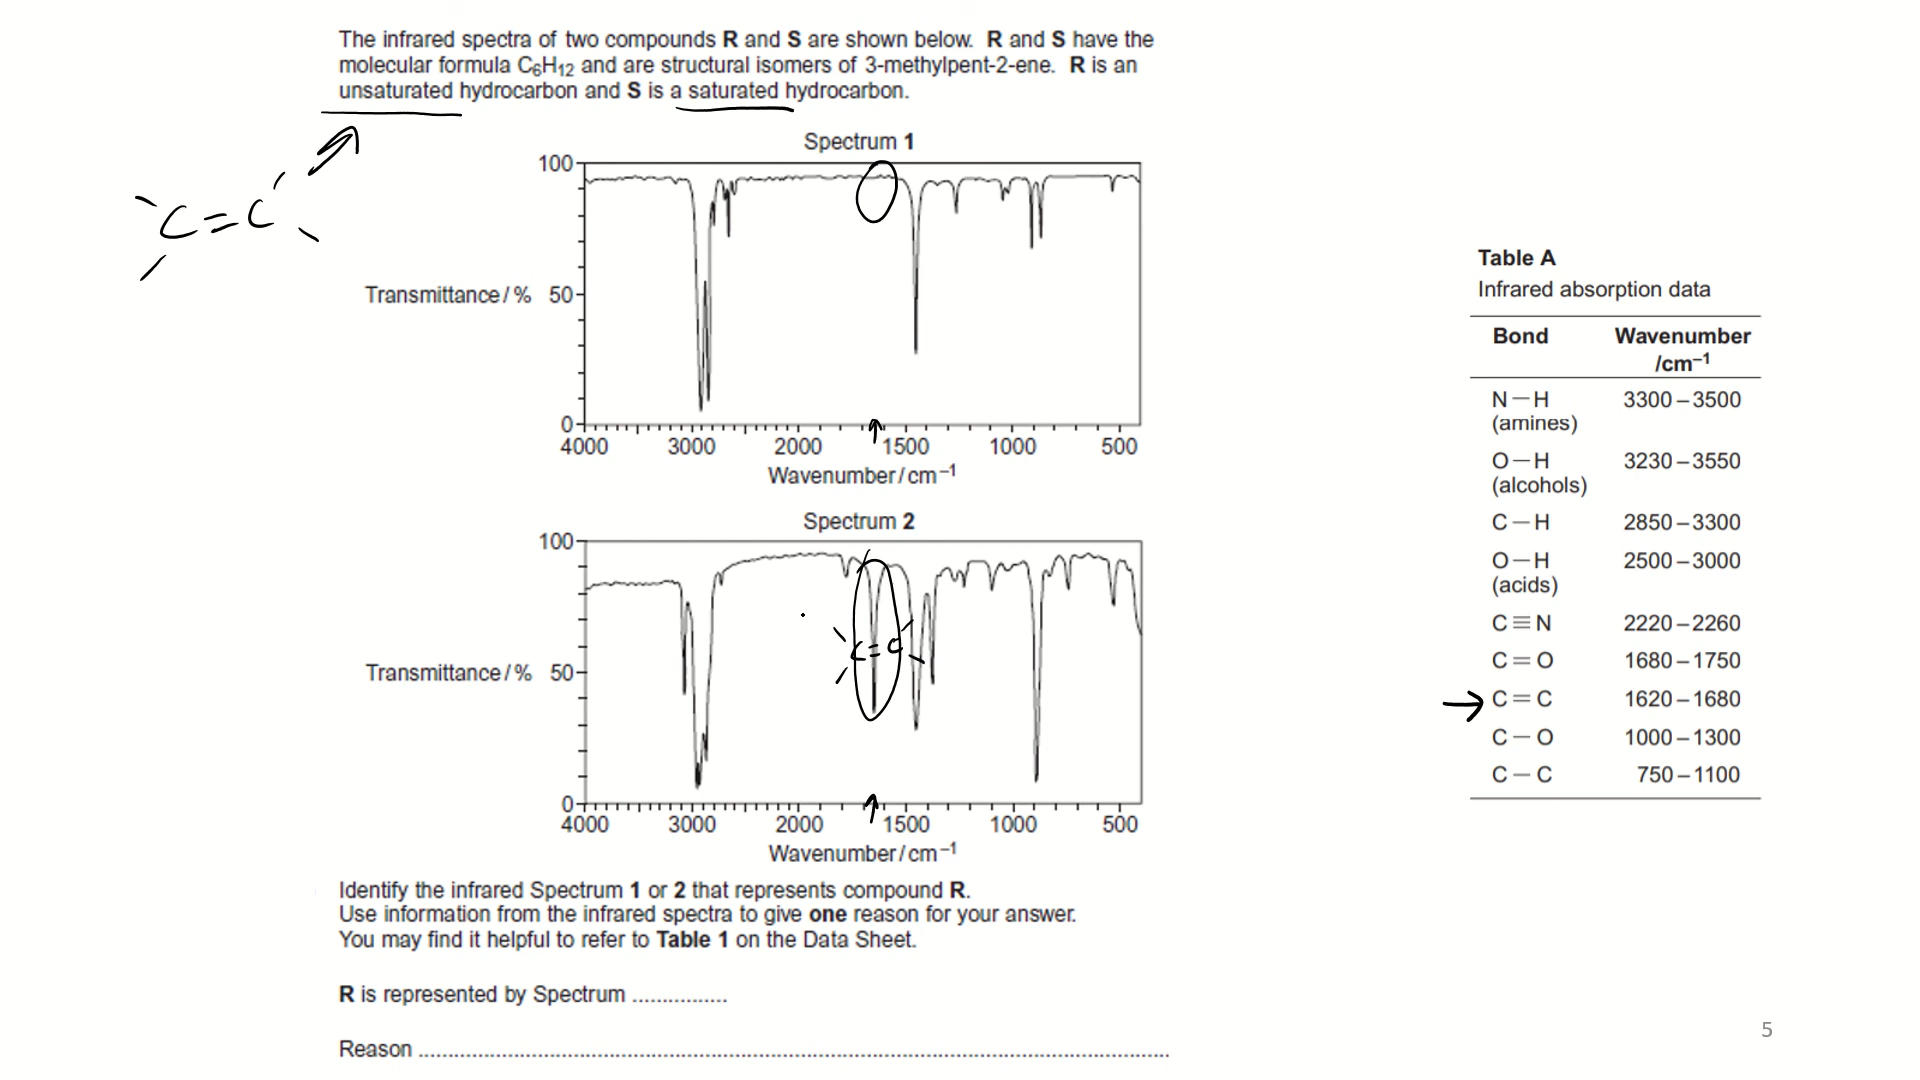 The infrared spectra of two compounds R and S are shown below. R and S have the
molecular formula C₆H₁₂ and are structural isomers of 3-methylpent-2-ene. R is an
unsaturated hydrocarbon and S is a saturated hydrocarbon.
C=C
Spectrum 1
100
Transmittance / % 50
0
4000 3000 2000 1500 1000 500
Wavenumber / cm⁻¹
Spectrum 2
100
C=C
Transmittance / % 50
0
4000 3000 2000 1500 1000 500
Wavenumber / cm⁻¹
Identify the infrared Spectrum 1 or 2 that represents compound R.
Use information from the infrared spectra to give one reason for your answer.
You may find it helpful to refer to Table 1 on the Data Sheet.
R is represented by Spectrum ................
Reason ..............................................................................................................................
Table A
Infrared absorption data
Bond Wavenumber
/cm⁻¹
N—H 3300–3500
(amines)
O—H 3230–3550
(alcohols)
C—H 2850–3300
O—H 2500–3000
(acids)
C≡N 2220–2260
C=O 1680–1750
C=C 1620–1680
C—O 1000–1300
C—C 750–1100
5